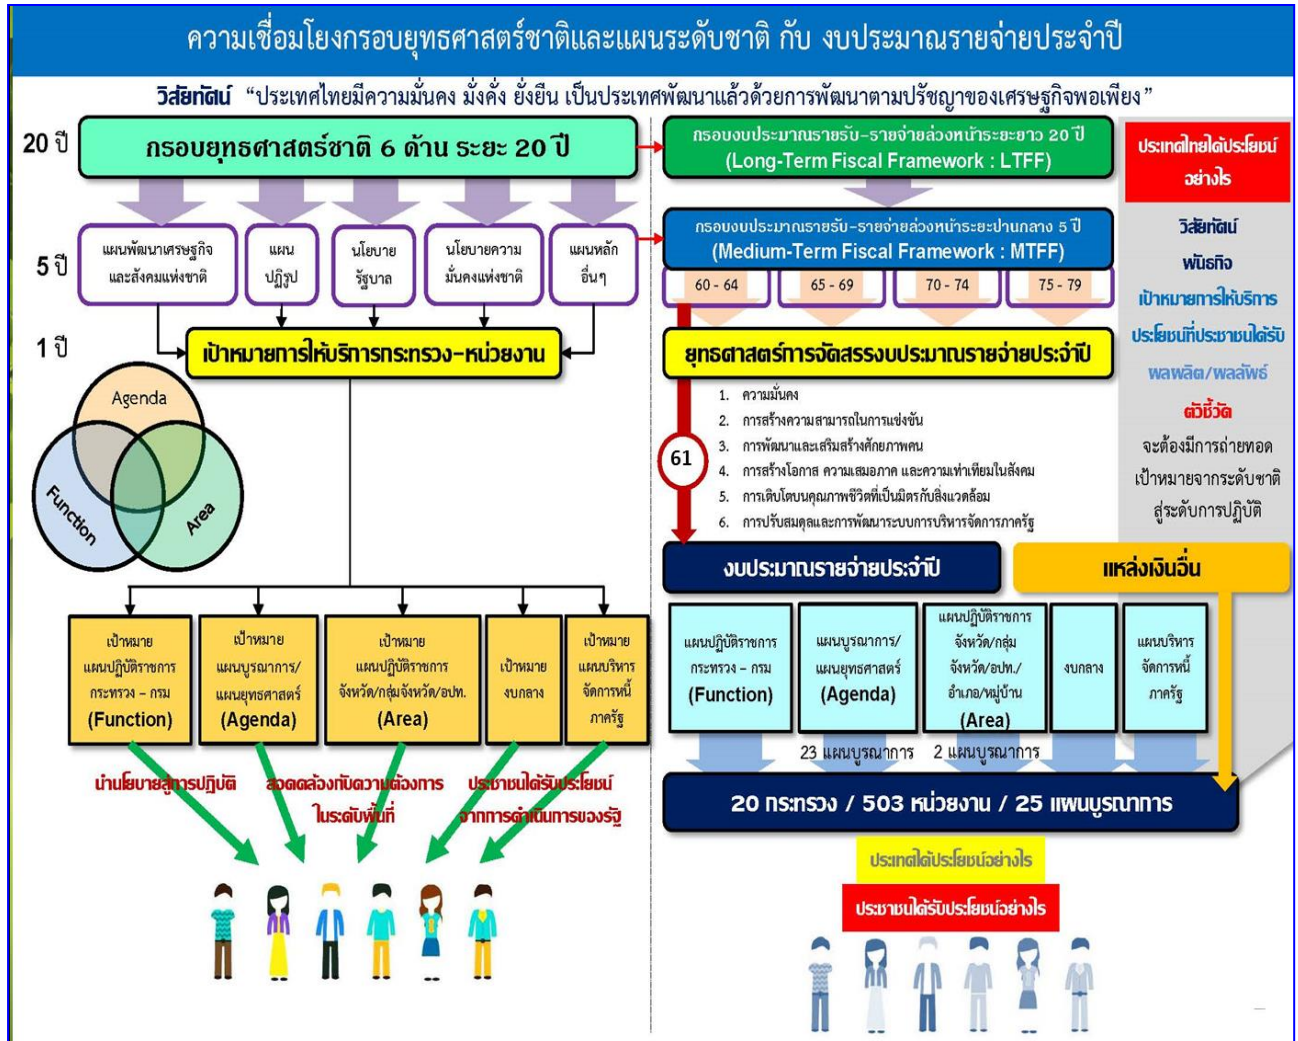 ความเชื่อมโยงกรอบยุทธศาสตร์ชาติและแผนระดับชาติ กับ งบประมาณรายจ่ายประจำปี
วิสัยทัศน์ “ประเทศไทยมีความมั่นคง มั่งคั่ง ยั่งยืน เป็นประเทศพัฒนาแล้วด้วยการพัฒนาตามปรัชญาของเศรษฐกิจพอเพียง”
20 ปี
กรอบยุทธศาสตร์ชาติ 6 ด้าน ระยะ 20 ปี
5 ปี
แผนพัฒนาเศรษฐกิจ
และสังคมแห่งชาติ
แผน
ปฏิรูป
นโยบาย
รัฐบาล
นโยบายความ
มั่นคงแห่งชาติ
แผนหลัก
อื่นๆ
1 ปี
เป้าหมายการให้บริการกระทรวง-หน่วยงาน
Agenda
Function
Area
เป้าหมาย
แผนปฏิบัติราชการ
กระทรวง – กรม
(Function)
เป้าหมาย
แผนบูรณาการ/
แผนยุทธศาสตร์
(Agenda)
เป้าหมาย
แผนปฏิบัติราชการ
จังหวัด/กลุ่มจังหวัด/อปท.
(Area)
เป้าหมาย
งบกลาง
เป้าหมาย
แผนบริหาร
จัดการหนี้
ภาครัฐ
นำนโยบายสู่การปฏิบัติ
สอดคล้องกับความต้องการ
ในระดับพื้นที่
ประชาชนได้รับประโยชน์
จากการดำเนินการของรัฐ
กรอบงบประมาณรายรับ-รายจ่ายล่วงหน้าระยะยาว 20 ปี
(Long-Term Fiscal Framework : LTFF)
กรอบงบประมาณรายรับ-รายจ่ายล่วงหน้าระยะปานกลาง 5 ปี
(Medium-Term Fiscal Framework : MTFF)
60 - 64
65 - 69
70 - 74
75 - 79
ยุทธศาสตร์การจัดสรรงบประมาณรายจ่ายประจำปี
1. ความมั่นคง
2. การสร้างความสามารถในการแข่งขัน
3. การพัฒนาและเสริมสร้างศักยภาพคน
4. การสร้างโอกาส ความเสมอภาค และความเท่าเทียมในสังคม
5. การเติบโตบนคุณภาพชีวิตที่เป็นมิตรกับสิ่งแวดล้อม
6. การปรับสมดุลและการพัฒนาระบบการบริหารจัดการภาครัฐ
61
งบประมาณรายจ่ายประจำปี
แหล่งเงินอื่น
แผนปฏิบัติราชการ
กระทรวง – กรม
(Function)
แผนบูรณาการ/
แผนยุทธศาสตร์
(Agenda)
แผนปฏิบัติราชการ
จังหวัด/กลุ่ม
จังหวัด/อปท./
อำเภอ/หมู่บ้าน
(Area)
งบกลาง
แผนบริหาร
จัดการหนี้
ภาครัฐ
23 แผนบูรณาการ
2 แผนบูรณาการ
20 กระทรวง / 503 หน่วยงาน / 25 แผนบูรณาการ
ประเทศได้ประโยชน์อย่างไร
ประชาชนได้รับประโยชน์อย่างไร
ประเทศไทยได้ประโยชน์
อย่างไร
วิสัยทัศน์
พันธกิจ
เป้าหมายการให้บริการ
ประโยชน์ที่ประชาชนได้รับ
ผลผลิต/ผลลัพธ์
ตัวชี้วัด
จะต้องมีการถ่ายทอด
เป้าหมายจากระดับชาติ
สู่ระดับการปฏิบัติ